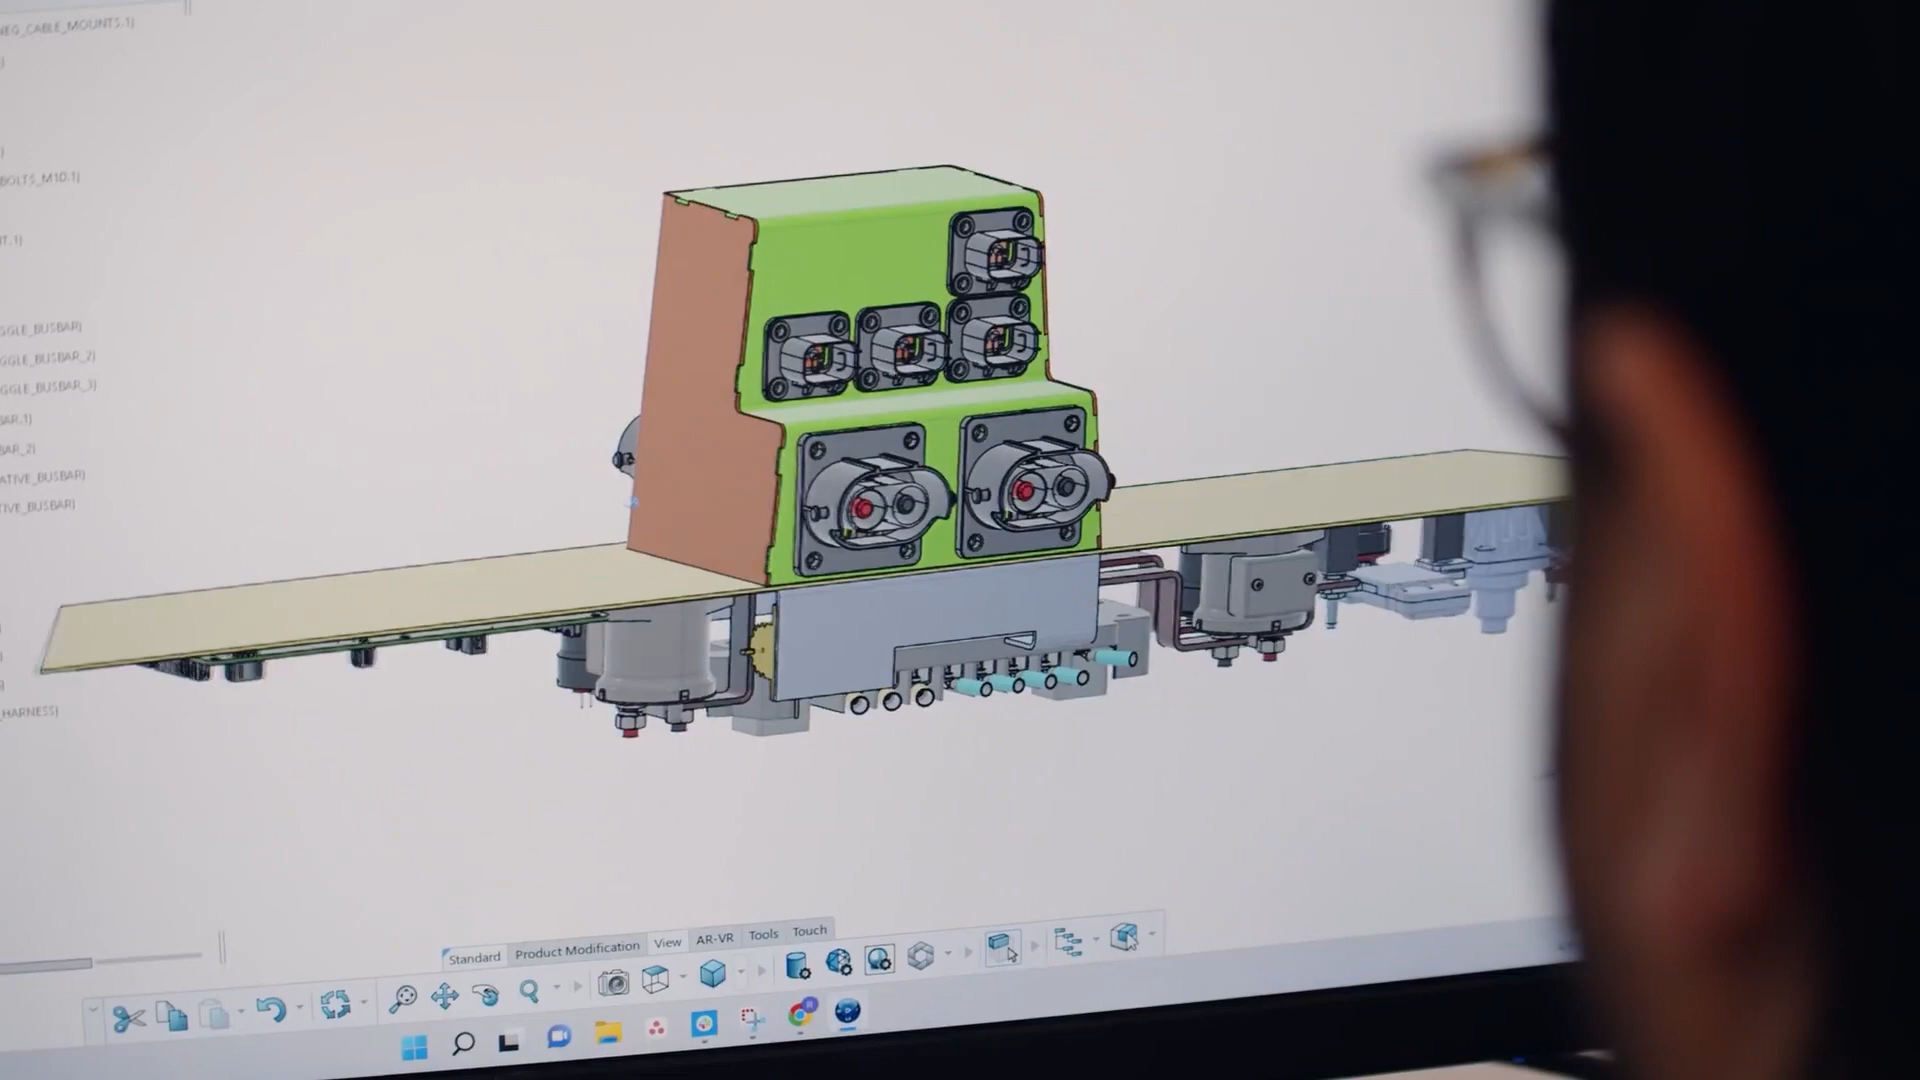 NEG_CABLE_MOUNTS.1)
)
)
BOLTS_M10.1)
T.1)
GGLE_BUSBAR)
GGLE_BUSBAR_2)
GGLE_BUSBAR_3)
BAR.1)
BAR_2)
ATIVE_BUSBAR)
TIVE_BUSBAR)
_HARNESS)
Standard Product Modification View AR-VR Tools Touch